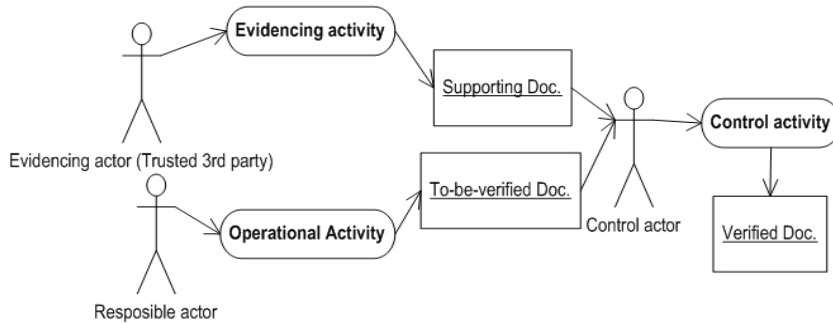 Evidencing activity
Supporting Doc.
Control activity
Evidencing actor (Trusted 3rd party)
To-be-verified Doc.
Operational Activity
Control actor
Verified Doc.
Resposible actor